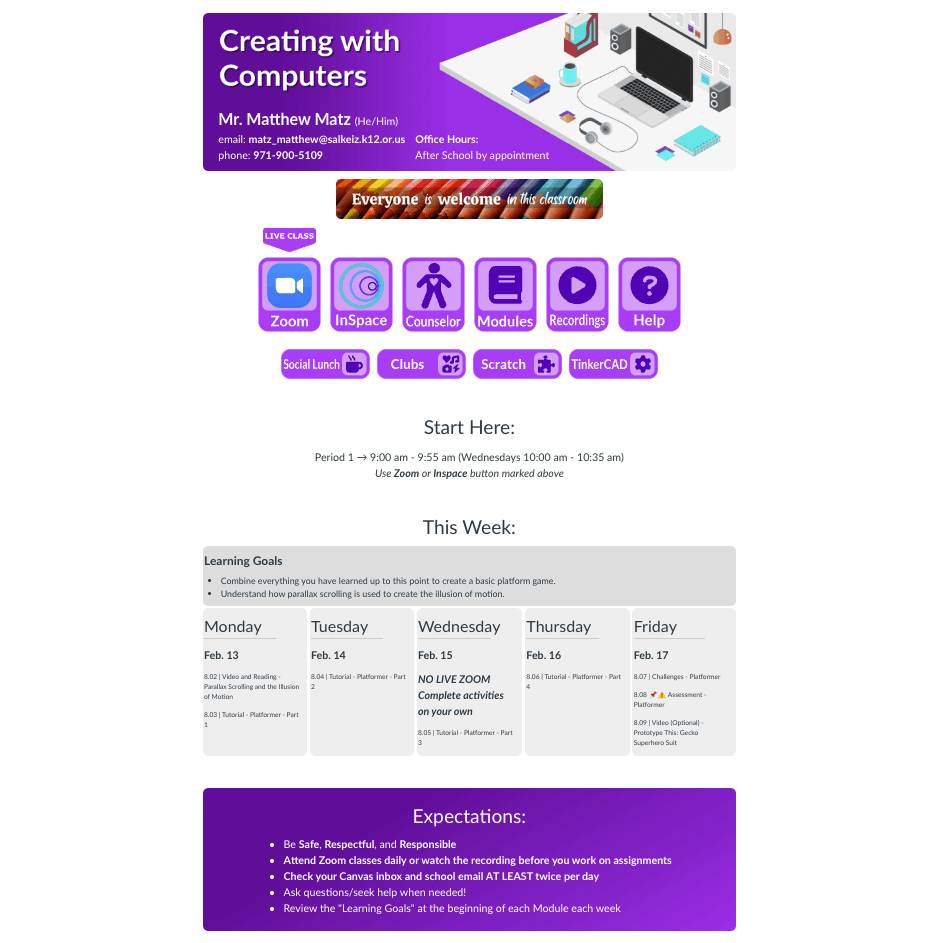 Creating with
Computers
Mr. Matthew Matz (He/Him)
email: matz_matthew@salkeiz.k12.or.us
phone: 971-900-5109
Office Hours:
After School by appointment
Everyone is welcome in this classroom
LIVE CLASS
Zoom
InSpace
Counselor
Modules
Recordings
Help
Social Lunch
Clubs
Scratch
TinkerCAD
Start Here:
Period 1 → 9:00 am - 9:55 am (Wednesdays 10:00 am - 10:35 am)
Use Zoom or Inspace button marked above
This Week:
Learning Goals
• Combine everything you have learned up to this point to create a basic platform game.
• Understand how parallax scrolling is used to create the illusion of motion.
Monday
Feb. 13
8.02 | Video and Reading -
Parallax Scrolling and the Illusion
of Motion
8.03 | Tutorial - Platformer - Part
1
Tuesday
Feb. 14
8.04 | Tutorial - Platformer - Part
2
Wednesday
Feb. 15
NO LIVE ZOOM
Complete activities
on your own
8.05 | Tutorial - Platformer - Part
3
Thursday
Feb. 16
8.06 | Tutorial - Platformer - Part
4
Friday
Feb. 17
8.07 | Challenges - Platformer
8.08 📌⚠️ Assessment -
Platformer
8.09 | Video (Optional) -
Prototype This: Gecko
Superhero Suit
Expectations:
• Be Safe, Respectful, and Responsible
• Attend Zoom classes daily or watch the recording before you work on assignments
• Check your Canvas inbox and school email AT LEAST twice per day
• Ask questions/seek help when needed!
• Review the "Learning Goals" at the beginning of each Module each week